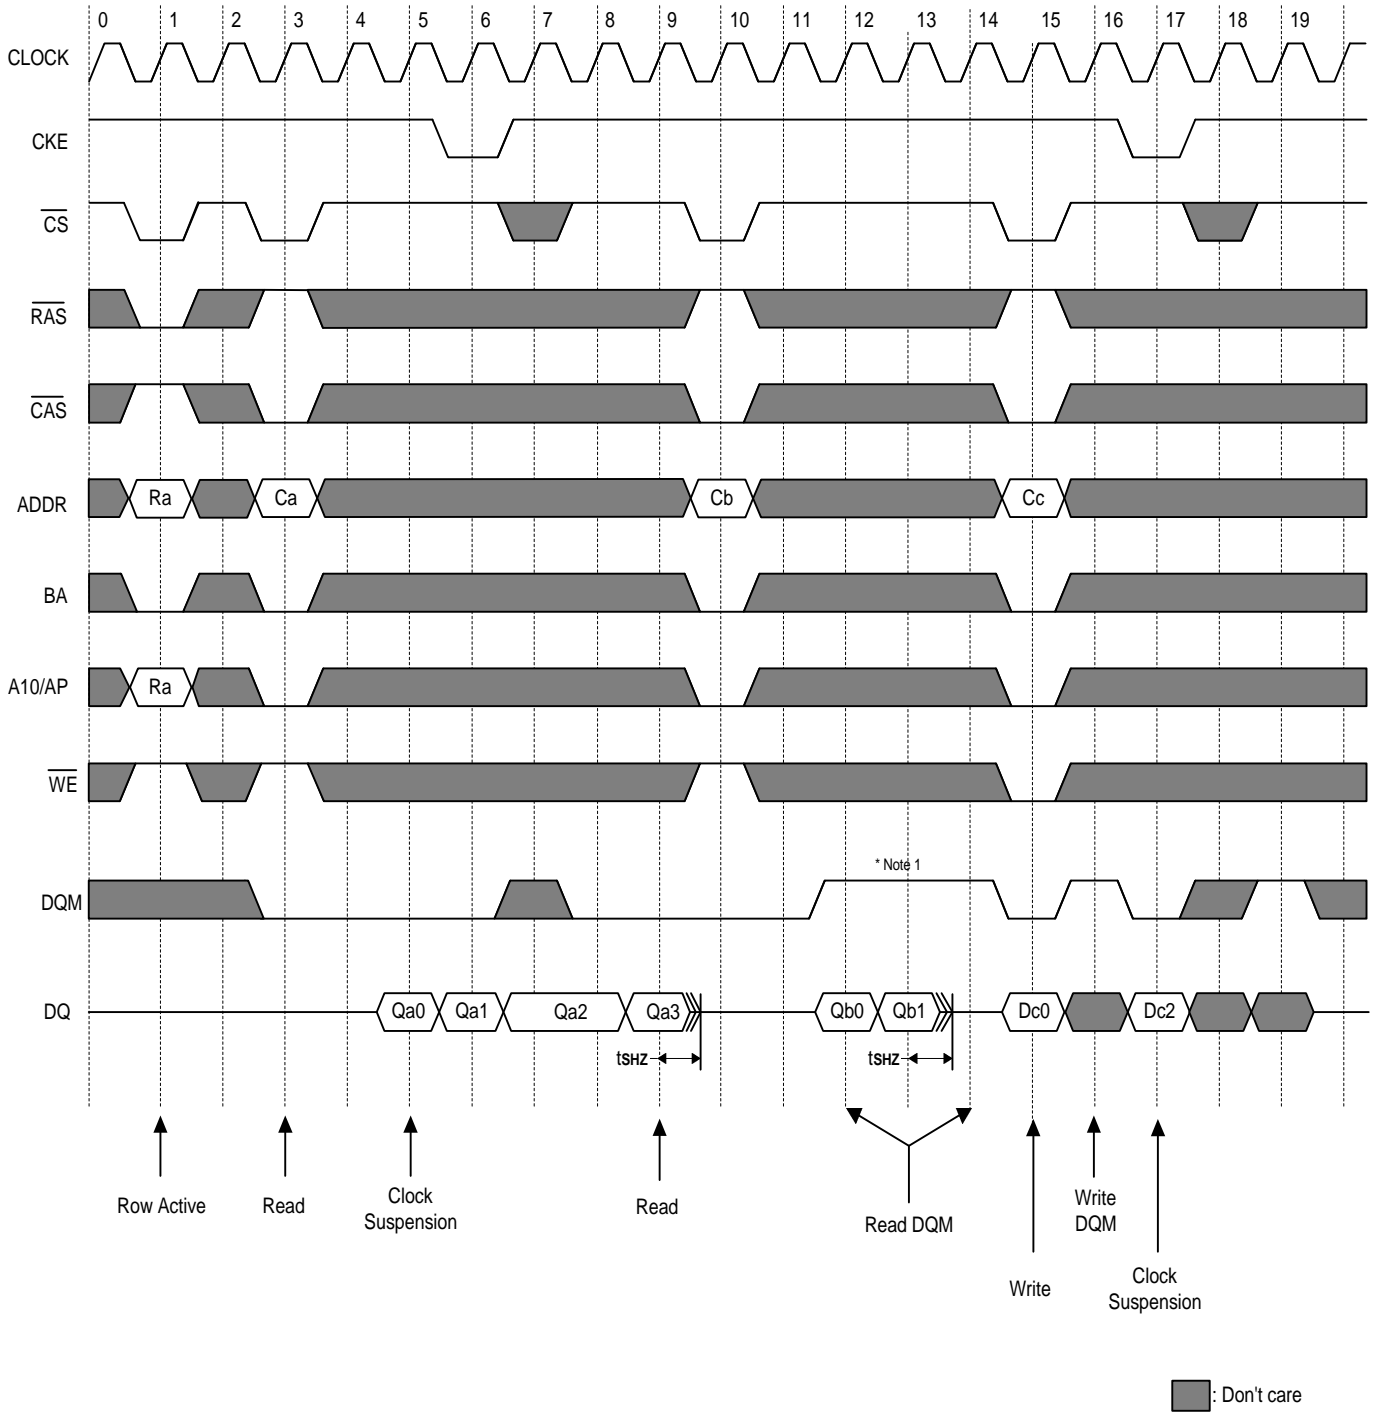 0 1 2 3 4 5 6 7 8 9 10 11 12 13 14 15 16 17 18 19
CLOCK
CKE
CS
RAS
CAS
ADDR Ra Ca Cb Cc
BA
A10/AP Ra
WE
* Note 1
DQM
DQ Qa0 Qa1 Qa2 Qa3 Qb0 Qb1 Dc0 Dc2
tSHZ tSHZ
Row Active
Read
Clock
Suspension
Read
Read DQM
Write
Write
DQM
Clock
Suspension
: Don't care